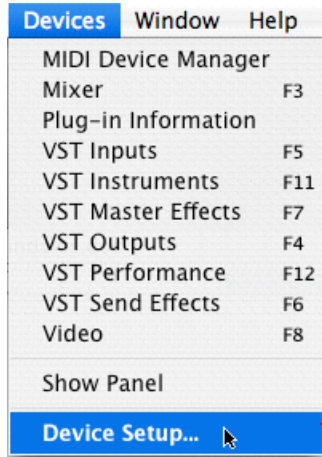 Devices Window Help
MIDI Device Manager
Mixer F3
Plug-in Information
VST Inputs F5
VST Instruments F11
VST Master Effects F7
VST Outputs F4
VST Performance F12
VST Send Effects F6
Video F8
Show Panel
Device Setup...